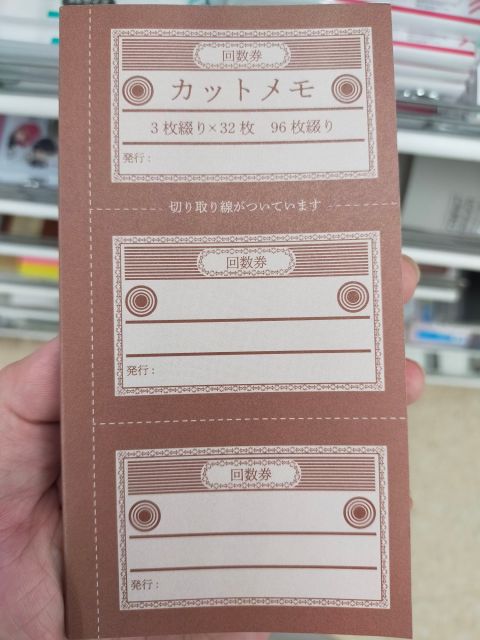 回数券
カットメモ
3枚綴り×32枚 96枚綴り
発行：
切り取り線がついています
回数券
発行：
回数券
発行：